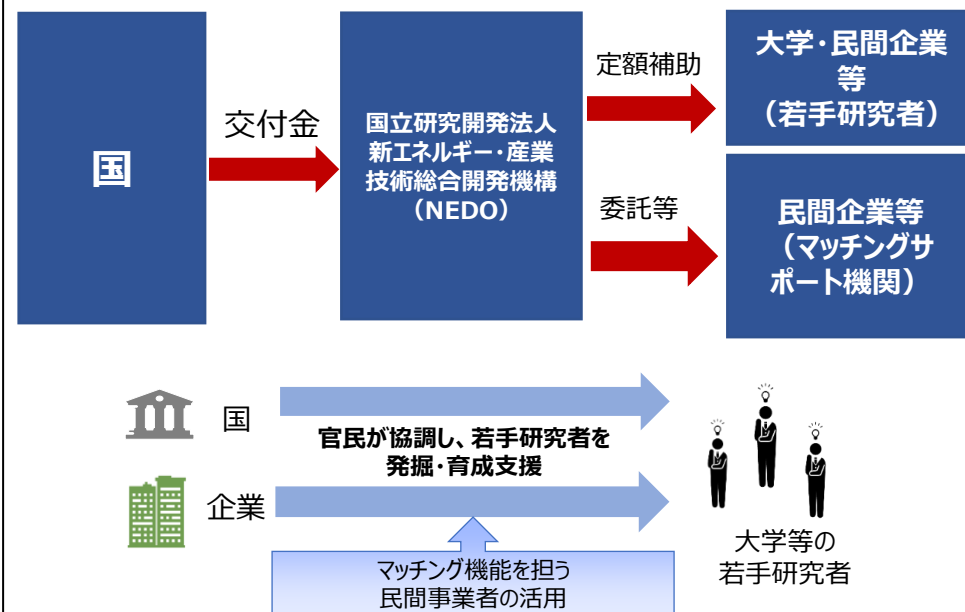 国
交付金
国立研究開発法人
新エネルギー・産業
技術総合開発機構
（NEDO）
定額補助
大学・民間企業
等
（若手研究者）
委託等
民間企業等
（マッチングサ
ポート機関）
国
官民が協調し、若手研究者を
発掘・育成支援
企業
大学等の
若手研究者
マッチング機能を担う
民間事業者の活用